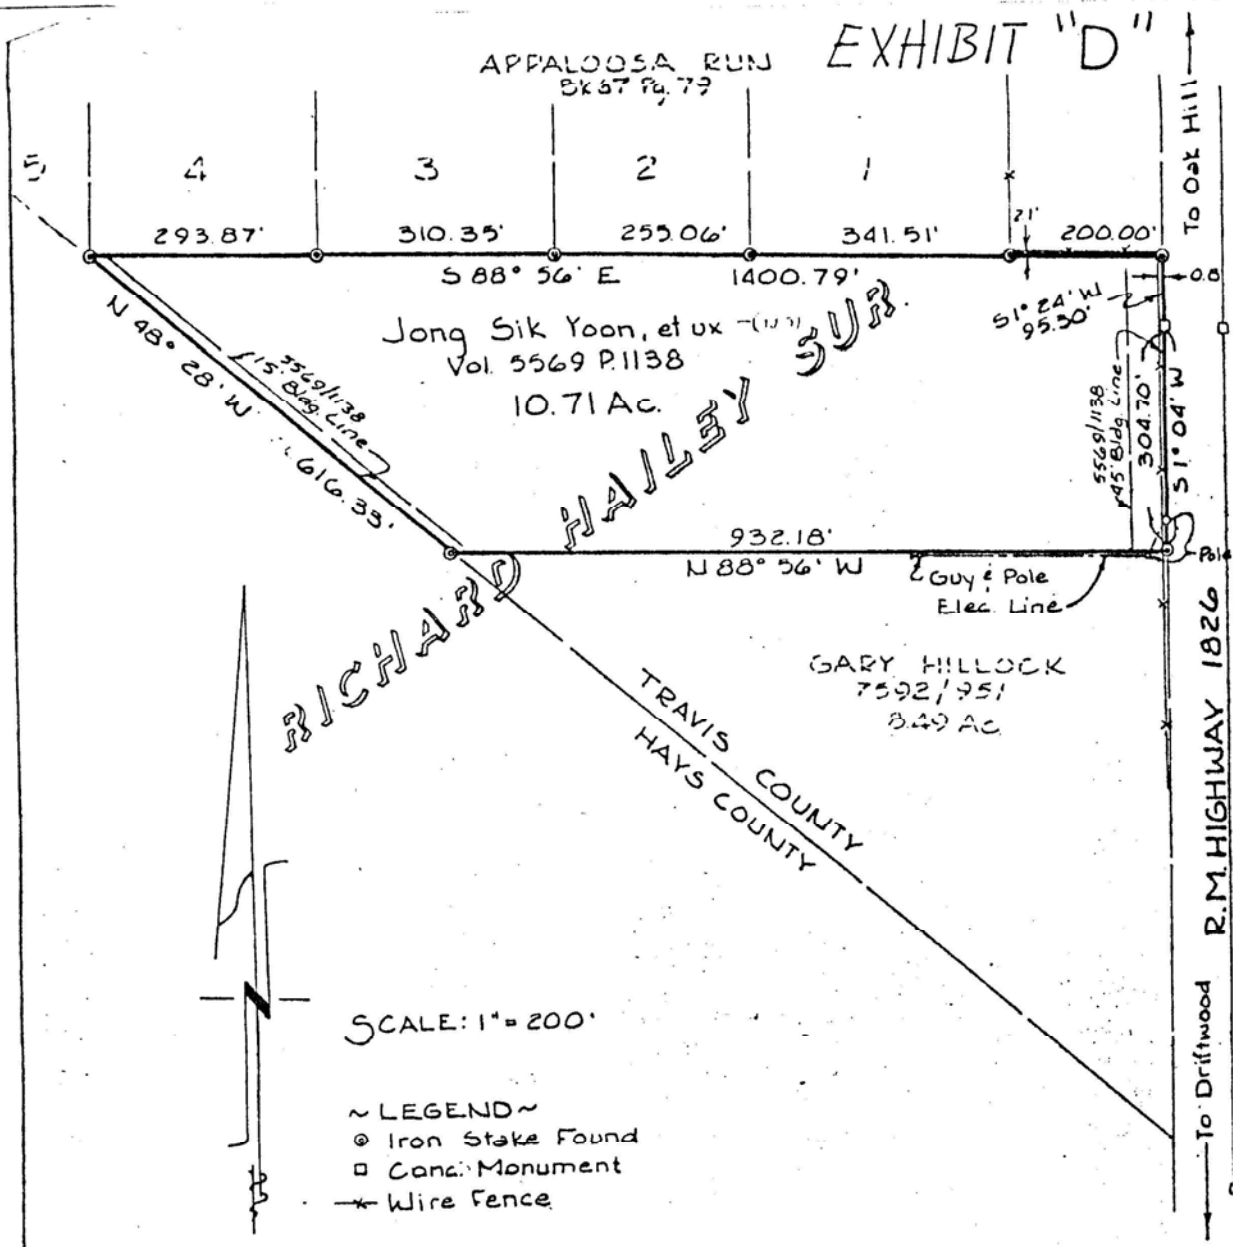 EXHIBIT "D"
APPALOOSA RUN
BK 87 Pg. 79
To Oak Hill
5
4
3
2
1
293.87'
310.35'
255.06'
341.51'
21'
200.00'
S 88° 56' E
1400.79'
0.8
S 1° 24' W
95.30'
Jong Sik Yoon, et ux
Vol. 5569 P. 1138
10.71 Ac.
N 48° 28' W
616.33'
5569/1138
15' Bldg. Line
RICHARD HAILEY SUR
5569/1138
45' Bldg Line
304.70'
S 1° 04' W
932.18'
N 88° 56' W
Guy & Pole
Elec. Line
Pole
GARY HILLOCK
7592/951
8.49 Ac.
TRAVIS COUNTY
HAYS COUNTY
R.M. HIGHWAY 1826
To Driftwood
SCALE: 1" = 200'
~ LEGEND ~
Iron Stake Found
Conc. Monument
Wire Fence